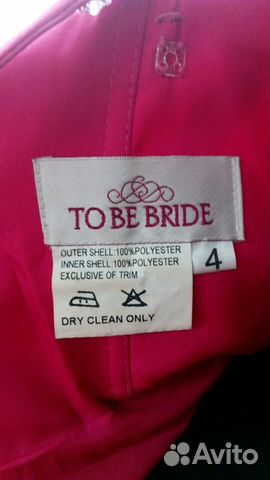 TO BE BRIDE
OUTER SHELL:100%POLYESTER
INNER SHELL:100%POLYESTER
EXCLUSIVE OF TRIM
4
DRY CLEAN ONLY
Avito